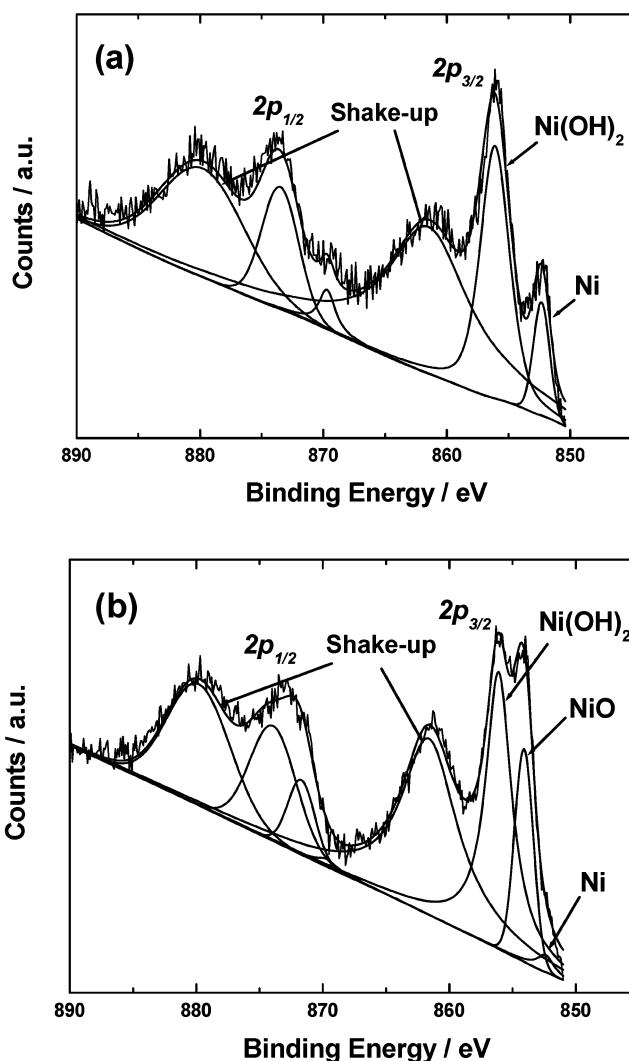 (a)
2p3/2
2p1/2
Shake-up
Ni(OH)2
Ni
Counts / a.u.
890 880 870 860 850
Binding Energy / eV
(b)
2p3/2
Ni(OH)2
2p1/2
Shake-up
NiO
Ni
Counts / a.u.
890 880 870 860 850
Binding Energy / eV